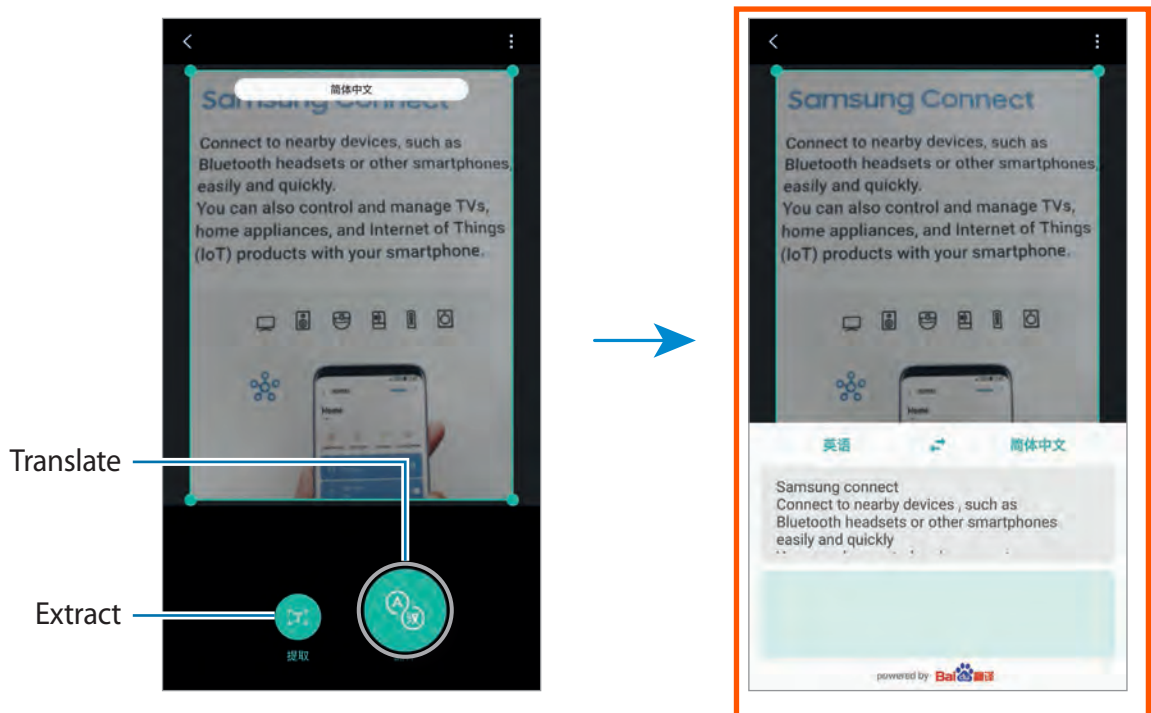 简体中文
Samsung Connect
Connect to nearby devices, such as
Bluetooth headsets or other smartphones,
easily and quickly.
You can also control and manage TVs,
home appliances, and Internet of Things
(IoT) products with your smartphone.
Home
Translate
Extract
提取
Samsung Connect
Connect to nearby devices, such as
Bluetooth headsets or other smartphones,
easily and quickly.
You can also control and manage TVs,
home appliances, and Internet of Things
(IoT) products with your smartphone.
Home
英语
简体中文
Samsung connect
Connect to nearby devices , such as
Bluetooth headsets or other smartphones
easily and quickly
powered by Bai du 翻译